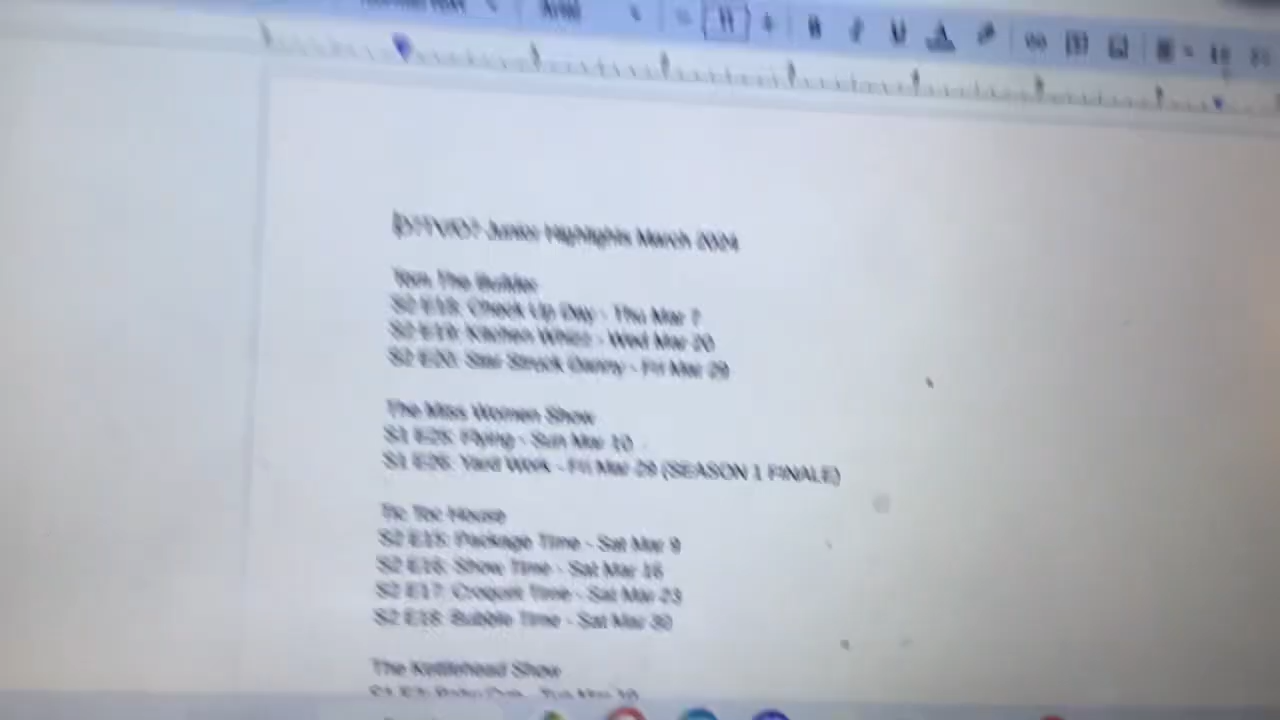 Junior Highlights March 2024
Tom The Builder
S2 E18: Check Up Day - Thu Mar 7
S2 E19: Kitchen Whizz - Wed Mar 20
S2 E20: Star Struck Danny - Fri Mar 29
The Miss Women Show
S1 E25: Flying - Sun Mar 10
S1 E26: Yard Work - Fri Mar 29 (SEASON 1 FINALE)
Tic Toc House
S2 E15: Package Time - Sat Mar 9
S2 E16: Show Time - Sat Mar 16
S2 E17: Croquet Time - Sat Mar 23
S2 E18: Bubble Time - Sat Mar 30
The Kettlehead Show